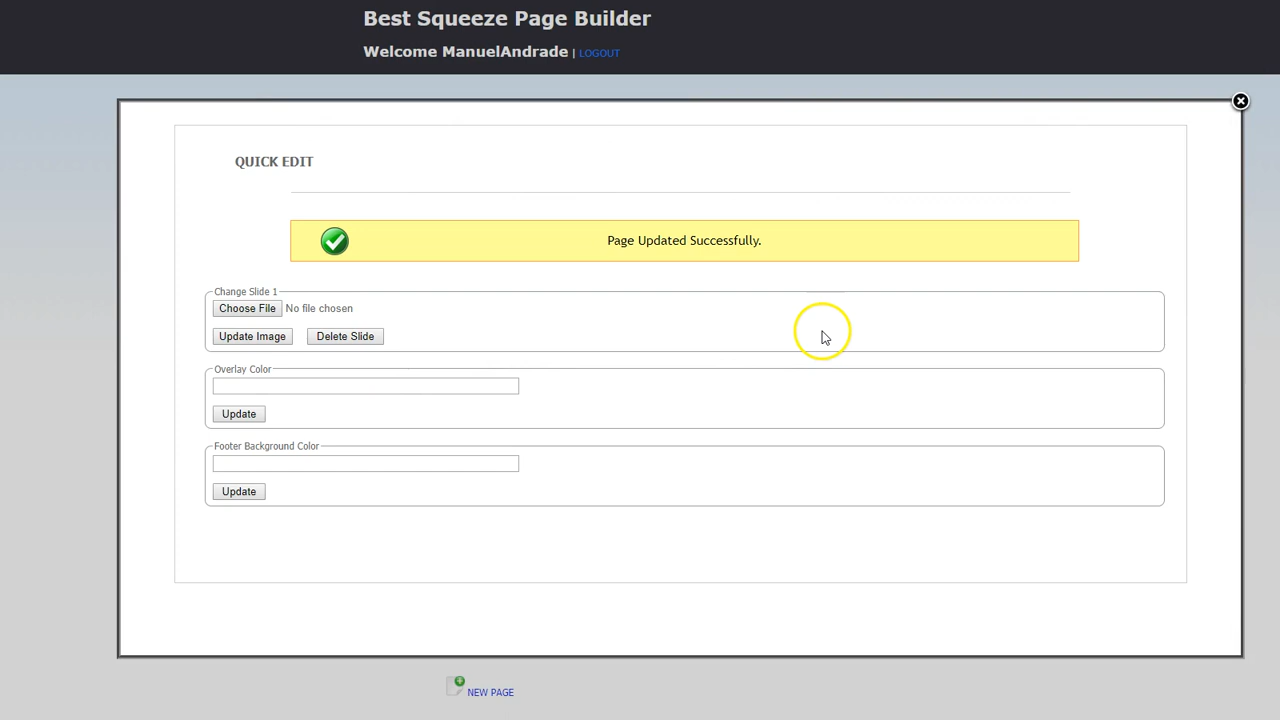 Best Squeeze Page Builder
Welcome ManuelAndrade | LOGOUT
QUICK EDIT
Page Updated Successfully.
Change Slide 1
Choose File No file chosen
Update Image Delete Slide
Overlay Color
Update
Footer Background Color
Update
NEW PAGE